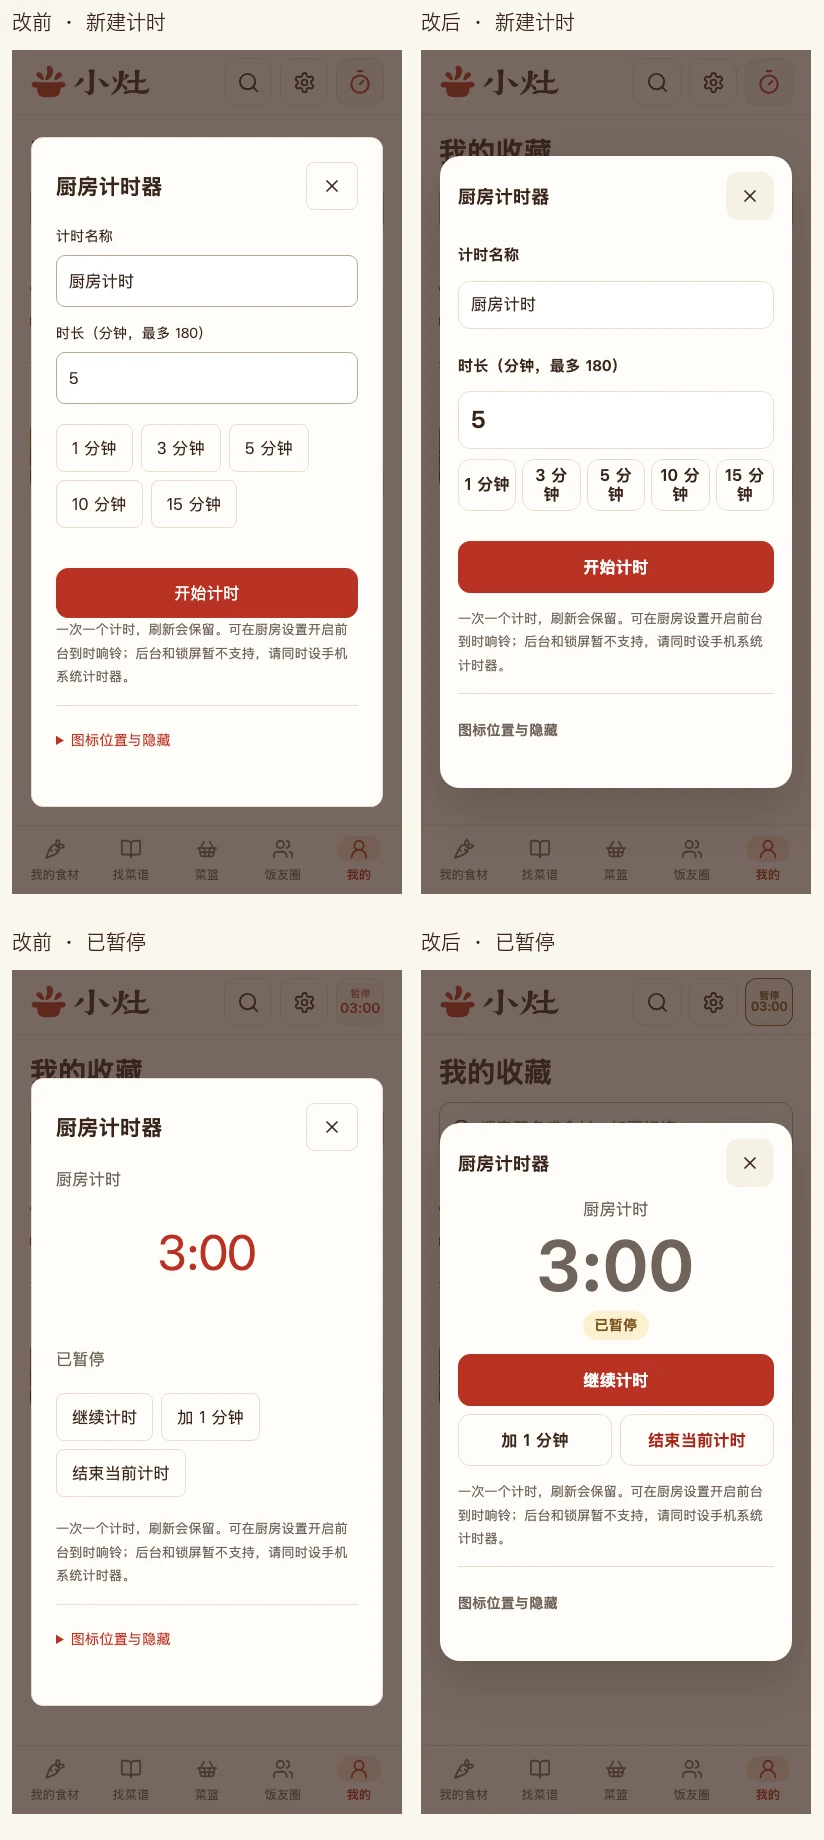 改前 · 新建计时
小灶
厨房计时器
计时名称
厨房计时
时长（分钟，最多 180）
5
1 分钟
3 分钟
5 分钟
10 分钟
15 分钟
开始计时
一次一个计时，刷新会保留。可在厨房设置开启前
台到时响铃；后台和锁屏暂不支持，请同时设手机
系统计时器。
图标位置与隐藏
我的食材
找菜谱
菜篮
饭友圈
我的
改后 · 新建计时
小灶
我的收藏
厨房计时器
计时名称
厨房计时
时长（分钟，最多 180）
5
1 分钟
3 分
钟
5 分
钟
10 分
钟
15 分
钟
开始计时
一次一个计时，刷新会保留。可在厨房设置开启前台
到时响铃；后台和锁屏暂不支持，请同时设手机系统
计时器。
图标位置与隐藏
我的食材
找菜谱
菜篮
饭友圈
我的
改前 · 已暂停
小灶
暂停
03:00
我的收藏
厨房计时器
厨房计时
3:00
已暂停
继续计时
加 1 分钟
结束当前计时
一次一个计时，刷新会保留。可在厨房设置开启前
台到时响铃；后台和锁屏暂不支持，请同时设手机
系统计时器。
图标位置与隐藏
我的食材
找菜谱
菜篮
饭友圈
我的
改后 · 已暂停
小灶
暂停
03:00
我的收藏
厨房计时器
厨房计时
3:00
已暂停
继续计时
加 1 分钟
结束当前计时
一次一个计时，刷新会保留。可在厨房设置开启前台
到时响铃；后台和锁屏暂不支持，请同时设手机系统
计时器。
图标位置与隐藏
我的食材
找菜谱
菜篮
饭友圈
我的